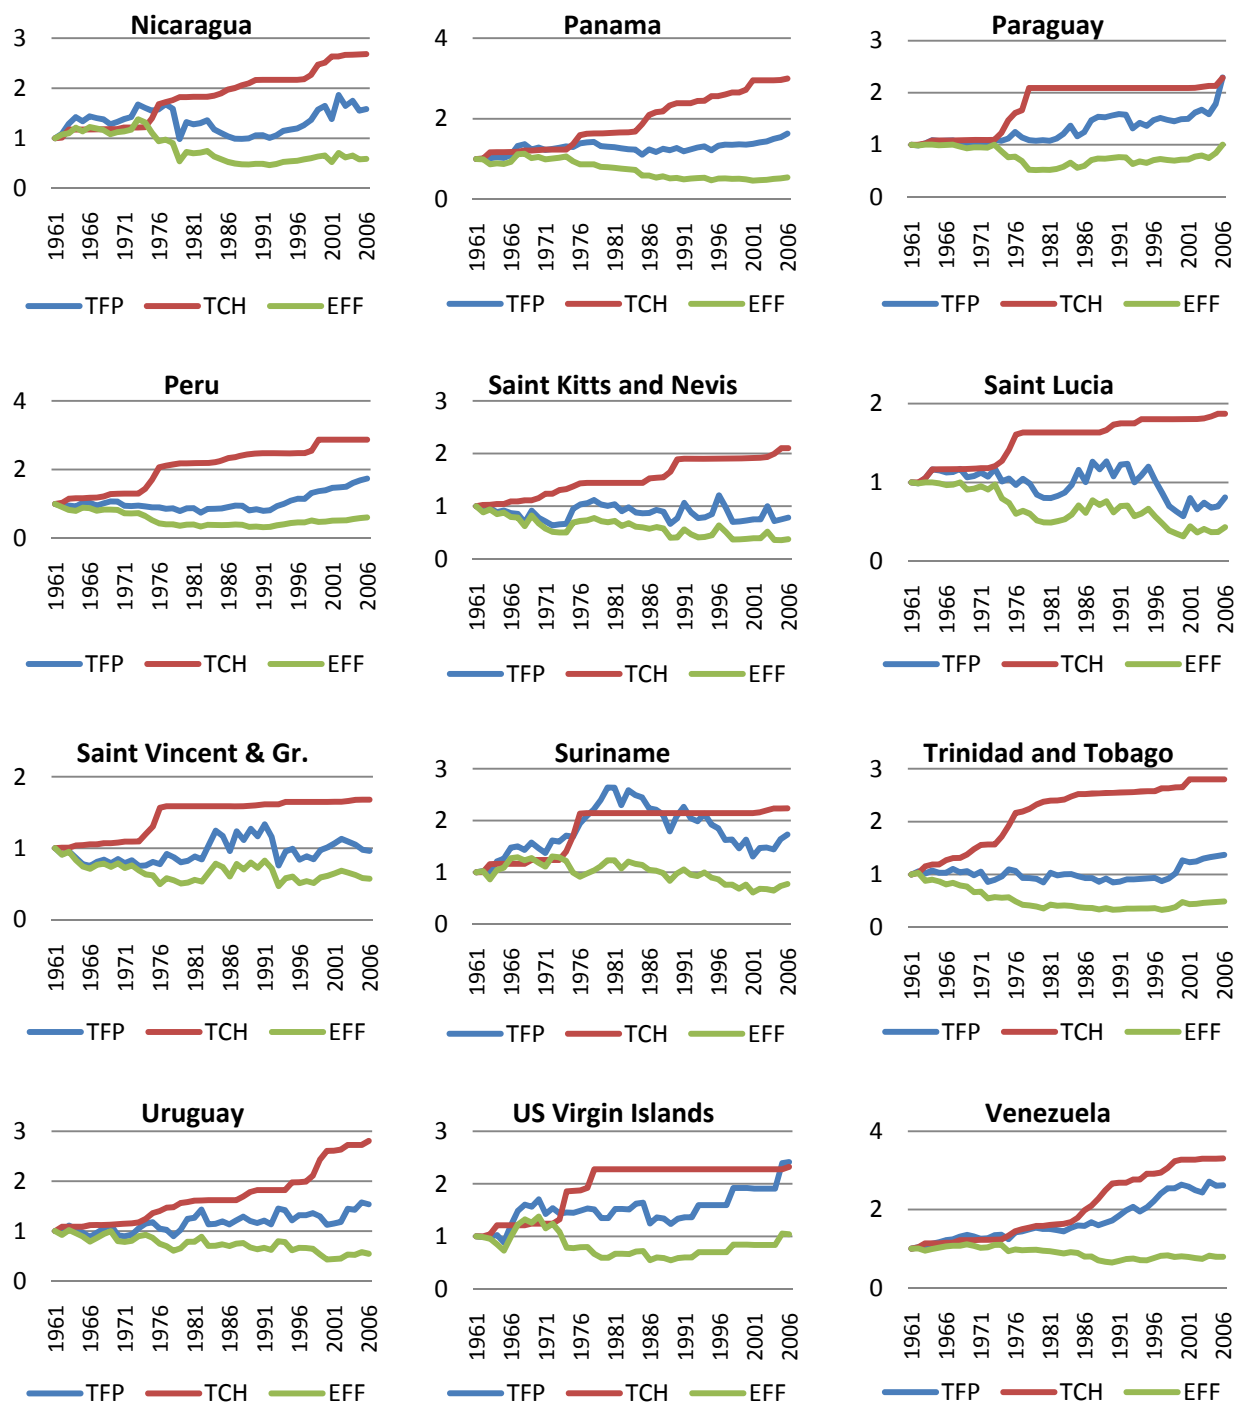 Nicaragua
3
2
1
0
1961 1966 1971 1976 1981 1986 1991 1996 2001 2006
TFP TCH EFF
Panama
4
2
0
1961 1966 1971 1976 1981 1986 1991 1996 2001 2006
TFP TCH EFF
Paraguay
3
2
1
0
1961 1966 1971 1976 1981 1986 1991 1996 2001 2006
TFP TCH EFF
Peru
4
2
0
1961 1966 1971 1976 1981 1986 1991 1996 2001 2006
TFP TCH EFF
Saint Kitts and Nevis
3
2
1
0
1961 1966 1971 1976 1981 1986 1991 1996 2001 2006
TFP TCH EFF
Saint Lucia
2
1
0
1961 1966 1971 1976 1981 1986 1991 1996 2001 2006
TFP TCH EFF
Saint Vincent & Gr.
2
1
0
1961 1966 1971 1976 1981 1986 1991 1996 2001 2006
TFP TCH EFF
Suriname
3
2
1
0
1961 1966 1971 1976 1981 1986 1991 1996 2001 2006
TFP TCH EFF
Trinidad and Tobago
3
2
1
0
1961 1966 1971 1976 1981 1986 1991 1996 2001 2006
TFP TCH EFF
Uruguay
3
2
1
0
1961 1966 1971 1976 1981 1986 1991 1996 2001 2006
TFP TCH EFF
US Virgin Islands
3
2
1
0
1961 1966 1971 1976 1981 1986 1991 1996 2001 2006
TFP TCH EFF
Venezuela
4
2
0
1961 1966 1971 1976 1981 1986 1991 1996 2001 2006
TFP TCH EFF